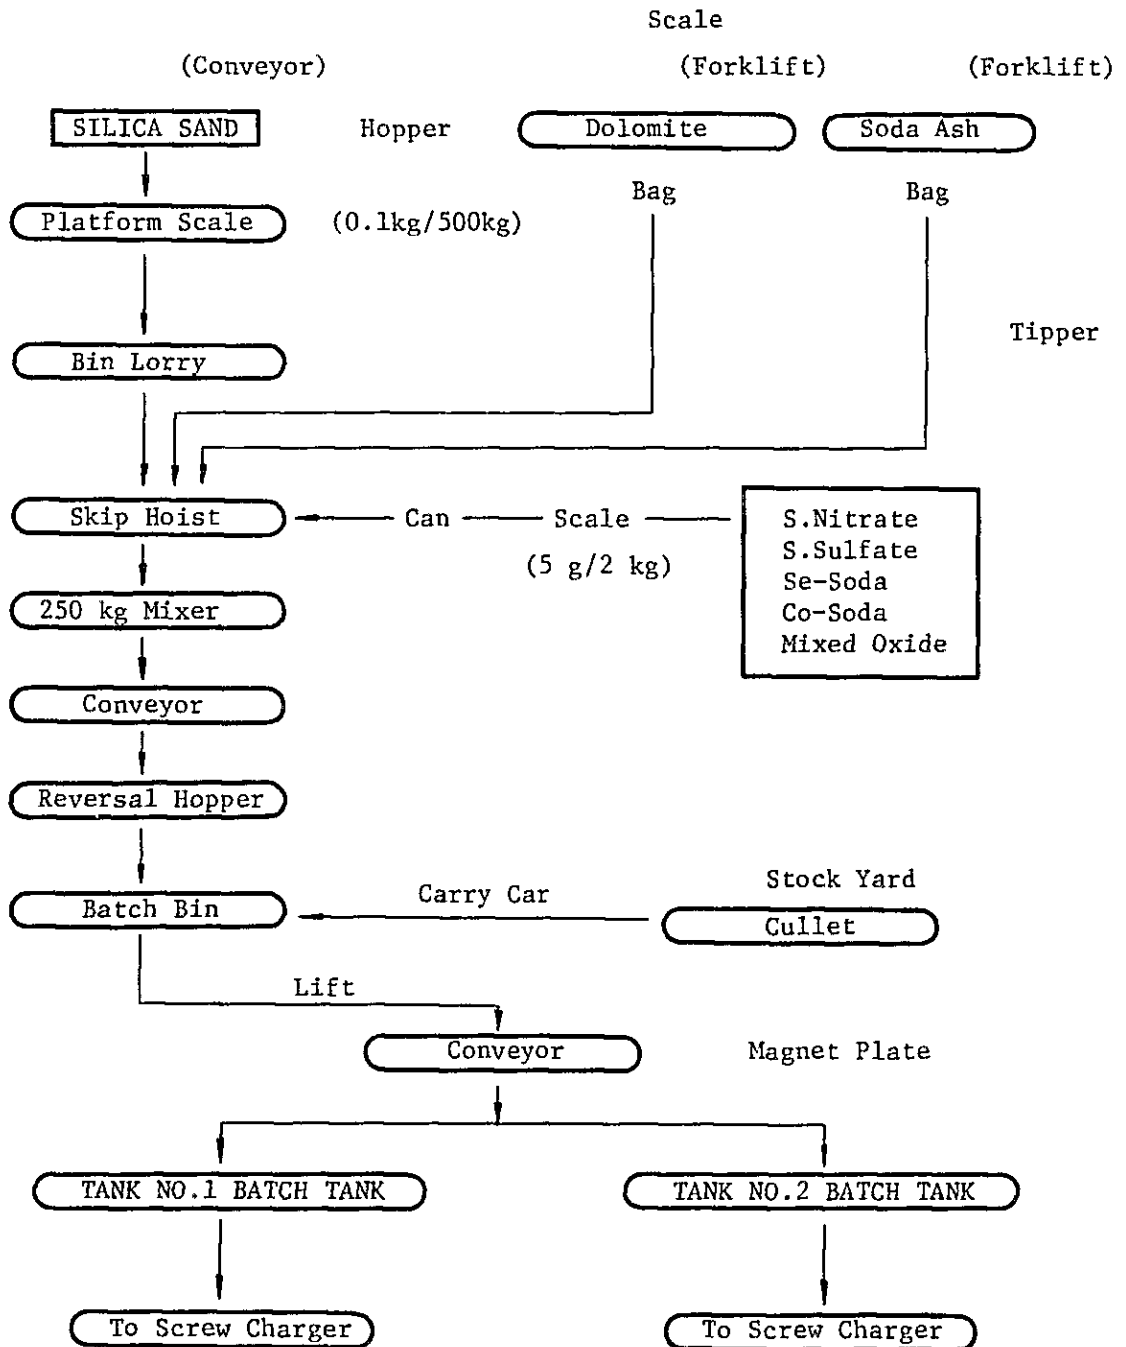 Scale
(Conveyor) (Forklift) (Forklift)
SILICA SAND Hopper Dolomite Soda Ash
Bag Bag
Platform Scale (0.1kg/500kg)
Tipper
Bin Lorry
Skip Hoist Can Scale S.Nitrate
(5 g/2 kg) S.Sulfate
Se-Soda
250 kg Mixer Co-Soda
Mixed Oxide
Conveyor
Reversal Hopper
Stock Yard
Batch Bin Carry Car Cullet
Lift
Conveyor Magnet Plate
TANK NO.1 BATCH TANK TANK NO.2 BATCH TANK
To Screw Charger To Screw Charger